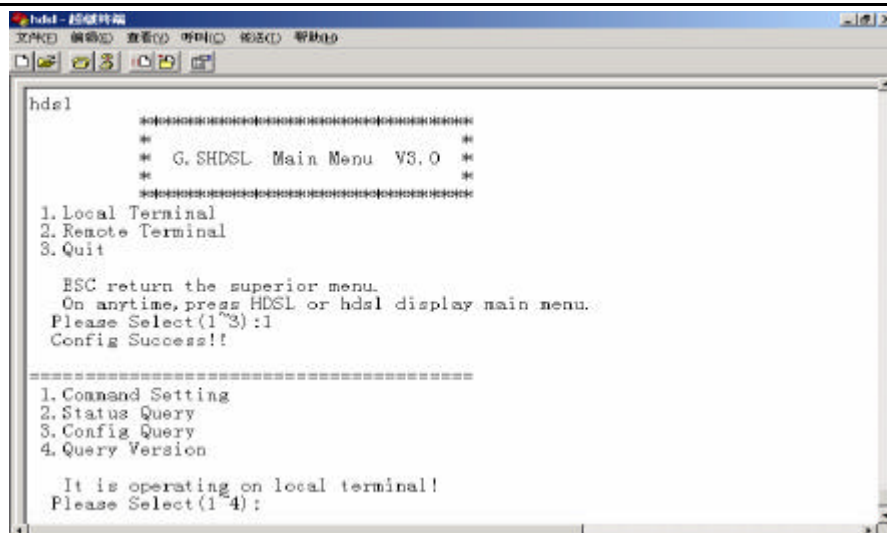 hdsl - 超级终端
文件(F) 编辑(E) 查看(V) 呼叫(C) 传送(T) 帮助(H)
hdsl
****************************************
* *
* G.SHDSL Main Menu V3.0 *
* *
****************************************
1.Local Terminal
2.Remote Terminal
3.Quit
ESC return the superior menu.
On anytime,press HDSL or hdsl display main menu.
Please Select(1~3):1
Config Success!!
==========================================
1.Command Setting
2.Status Query
3.Config Query
4.Query Version
It is operating on local terminal!
Please Select(1~4):